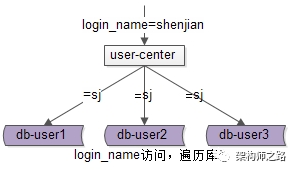 login_name=shenjian
user-center
=sj =sj =sj
db-user1 db-user2 db-user3
login_name访问，遍历库
架构师之路